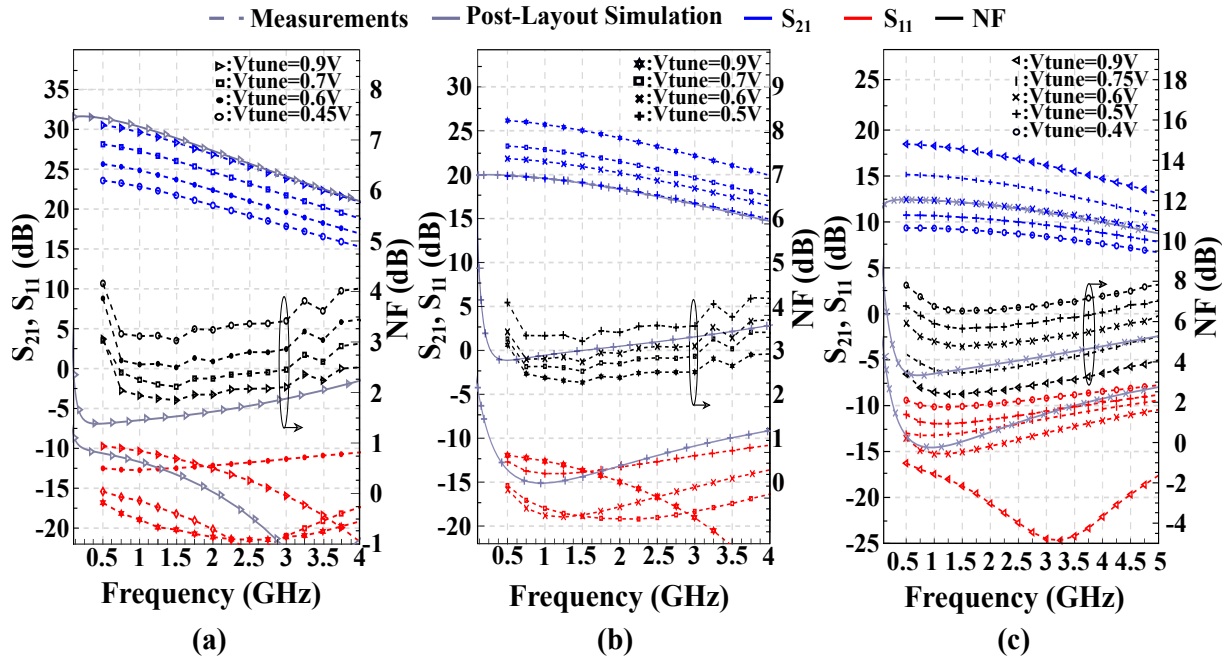 Measurements Post-Layout Simulation S21 S11 NF
:Vtune=0.9V
:Vtune=0.7V
:Vtune=0.6V
:Vtune=0.45V
35
30
25
20
15
10
5
0
-5
-10
-15
-20
8
7
6
5
4
3
2
1
0
-1
S21, S11 (dB)
NF (dB)
0.5 1 1.5 2 2.5 3 3.5 4
Frequency (GHz)
(a)
:Vtune=0.9V
:Vtune=0.7V
:Vtune=0.6V
:Vtune=0.5V
30
25
20
15
10
5
0
-5
-10
-15
-20
9
8
7
6
5
4
3
2
1
0
S21, S11 (dB)
NF (dB)
0.5 1 1.5 2 2.5 3 3.5 4
Frequency (GHz)
(b)
:Vtune=0.9V
:Vtune=0.75V
:Vtune=0.6V
:Vtune=0.5V
:Vtune=0.4V
25
20
15
10
5
0
-5
-10
-15
-20
-25
18
16
14
12
10
8
6
4
2
0
-2
-4
S21, S11 (dB)
NF (dB)
0.5 1 1.5 2 2.5 3 3.5 4 4.5 5
Frequency (GHz)
(c)